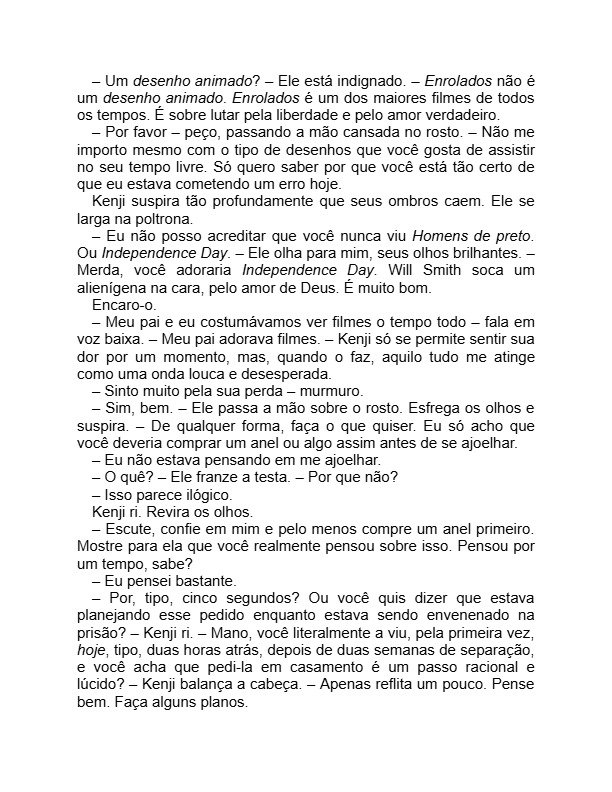 – Um desenho animado? – Ele está indignado. – Enrolados não é
um desenho animado. Enrolados é um dos maiores filmes de todos
os tempos. É sobre lutar pela liberdade e pelo amor verdadeiro.
– Por favor – peço, passando a mão cansada no rosto. – Não me
importo mesmo com o tipo de desenhos que você gosta de assistir
no seu tempo livre. Só quero saber por que você está tão certo de
que eu estava cometendo um erro hoje.
Kenji suspira tão profundamente que seus ombros caem. Ele se
larga na poltrona.
– Eu não posso acreditar que você nunca viu Homens de preto.
Ou Independence Day. – Ele olha para mim, seus olhos brilhantes. –
Merda, você adoraria Independence Day. Will Smith soca um
alienígena na cara, pelo amor de Deus. É muito bom.
Encaro-o.
– Meu pai e eu costumávamos ver filmes o tempo todo – fala em
voz baixa. – Meu pai adorava filmes. – Kenji só se permite sentir sua
dor por um momento, mas, quando o faz, aquilo tudo me atinge
como uma onda louca e desesperada.
– Sinto muito pela sua perda – murmuro.
– Sim, bem. – Ele passa a mão sobre o rosto. Esfrega os olhos e
suspira. – De qualquer forma, faça o que quiser. Eu só acho que
você deveria comprar um anel ou algo assim antes de se ajoelhar.
– Eu não estava pensando em me ajoelhar.
– O quê? – Ele franze a testa. – Por que não?
– Isso parece ilógico.
Kenji ri. Revira os olhos.
– Escute, confie em mim e pelo menos compre um anel primeiro.
Mostre para ela que você realmente pensou sobre isso. Pensou por
um tempo, sabe?
– Eu pensei bastante.
– Por, tipo, cinco segundos? Ou você quis dizer que estava
planejando esse pedido enquanto estava sendo envenenado na
prisão? – Kenji ri. – Mano, você literalmente a viu, pela primeira vez,
hoje, tipo, duas horas atrás, depois de duas semanas de separação,
e você acha que pedi-la em casamento é um passo racional e
lúcido? – Kenji balança a cabeça. – Apenas reflita um pouco. Pense
bem. Faça alguns planos.